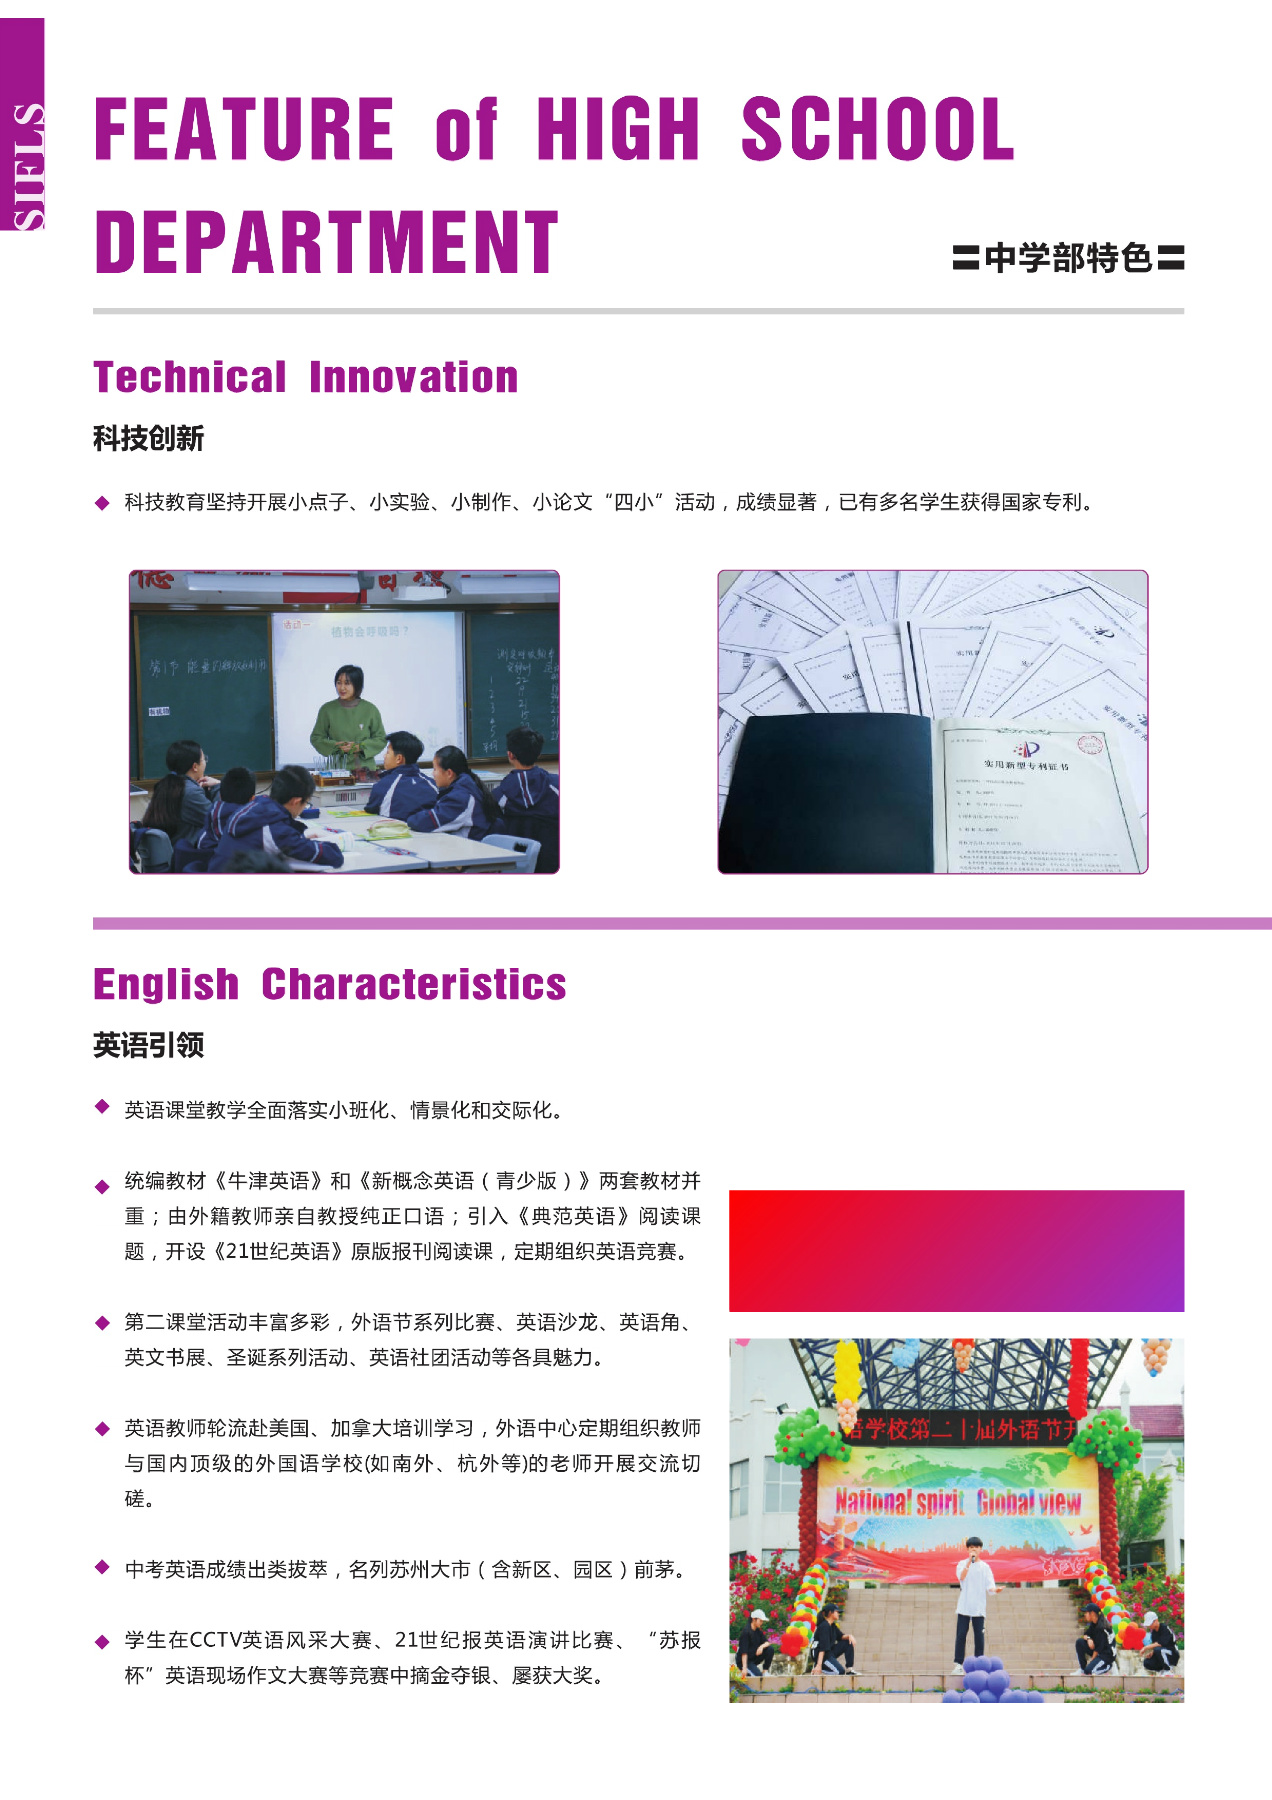 SIFLS
FEATURE of HIGH SCHOOL
DEPARTMENT
中学部特色
Technical Innovation
科技创新
科技教育坚持开展小点子、小实验、小制作、小论文“四小”活动，成绩显著，已有多名学生获得国家专利。
活动一
植物会呼吸吗？
实用新型专利证书
English Characteristics
英语引领
英语课堂教学全面落实小班化、情景化和交际化。
统编教材《牛津英语》和《新概念英语（青少版）》两套教材并
重；由外籍教师亲自教授纯正口语；引入《典范英语》阅读课
题，开设《21世纪英语》原版报刊阅读课，定期组织英语竞赛。
第二课堂活动丰富多彩，外语节系列比赛、英语沙龙、英语角、
英文书展、圣诞系列活动、英语社团活动等各具魅力。
英语教师轮流赴美国、加拿大培训学习，外语中心定期组织教师
与国内顶级的外国语学校(如南外、杭外等)的老师开展交流切
磋。
中考英语成绩出类拔萃，名列苏州大市（含新区、园区）前茅。
学生在CCTV英语风采大赛、21世纪报英语演讲比赛、“苏报
杯”英语现场作文大赛等竞赛中摘金夺银、屡获大奖。
语学校第二十届外语节开
National spirit Global view